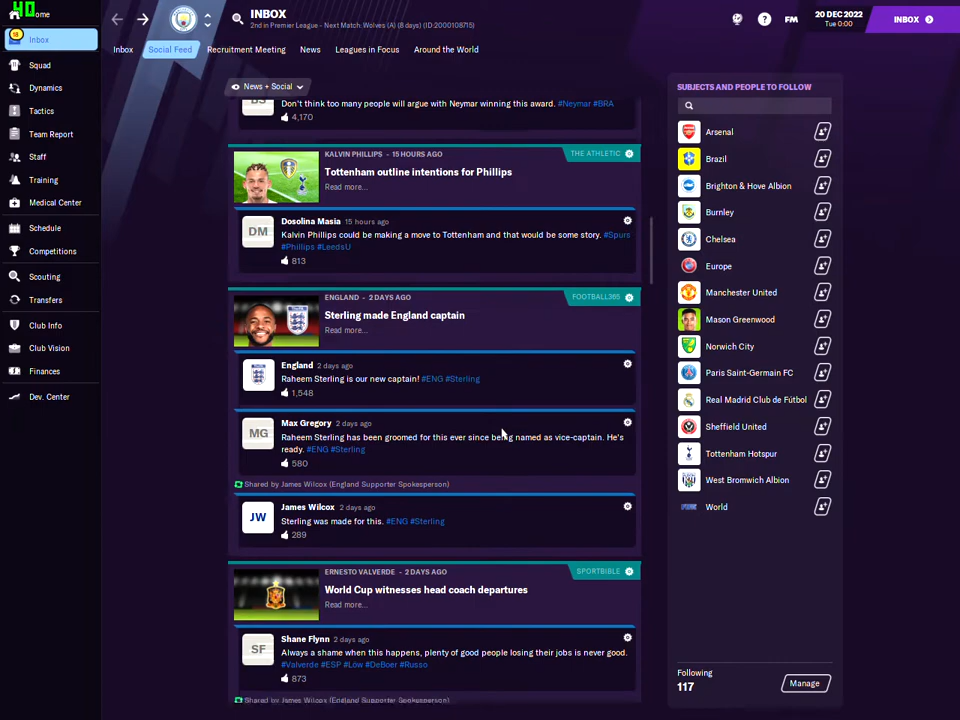 40
ome
INBOX
2nd in Premier League - Next Match: Wolves (A) (8 days) (ID:2000108715)
?
FM
20 DEC 2022
Tue 0:00
INBOX
Inbox
Social Feed
Recruitment Meeting
News
Leagues in Focus
Around the World
18
Inbox
Squad
Dynamics
Tactics
Team Report
Staff
Training
Medical Center
Schedule
Competitions
Scouting
Transfers
Club Info
Club Vision
Finances
Dev. Center
News + Social
BS
Don't think too many people will argue with Neymar winning this award. #Neymar #BRA
4,170
KALVIN PHILLIPS - 15 HOURS AGO
THE ATHLETIC
Tottenham outline intentions for Phillips
Read more...
DM
Dosolina Masia 15 hours ago
Kalvin Phillips could be making a move to Tottenham and that would be some story. #Spurs
#Phillips #LeedsU
813
ENGLAND - 2 DAYS AGO
FOOTBALL365
Sterling made England captain
Read more...
England 2 days ago
Raheem Sterling is our new captain! #ENG #Sterling
1,548
MG
Max Gregory 2 days ago
Raheem Sterling has been groomed for this ever since being named as vice-captain. He's
ready. #ENG #Sterling
580
Shared by James Wilcox (England Supporter Spokesperson)
JW
James Wilcox 2 days ago
Sterling was made for this. #ENG #Sterling
289
ERNESTO VALVERDE - 2 DAYS AGO
SPORTBIBLE
World Cup witnesses head coach departures
Read more...
SF
Shane Flynn 2 days ago
Always a shame when this happens, plenty of good people losing their jobs is never good.
#Valverde #ESP #Löw #DeBoer #Russo
873
Shared by James Wilcox (England Supporter Spokesperson)
SUBJECTS AND PEOPLE TO FOLLOW
Arsenal
Brazil
Brighton & Hove Albion
Burnley
Chelsea
Europe
Manchester United
Mason Greenwood
Norwich City
Paris Saint-Germain FC
Real Madrid Club de Fútbol
Sheffield United
Tottenham Hotspur
West Bromwich Albion
World
Following
117
Manage